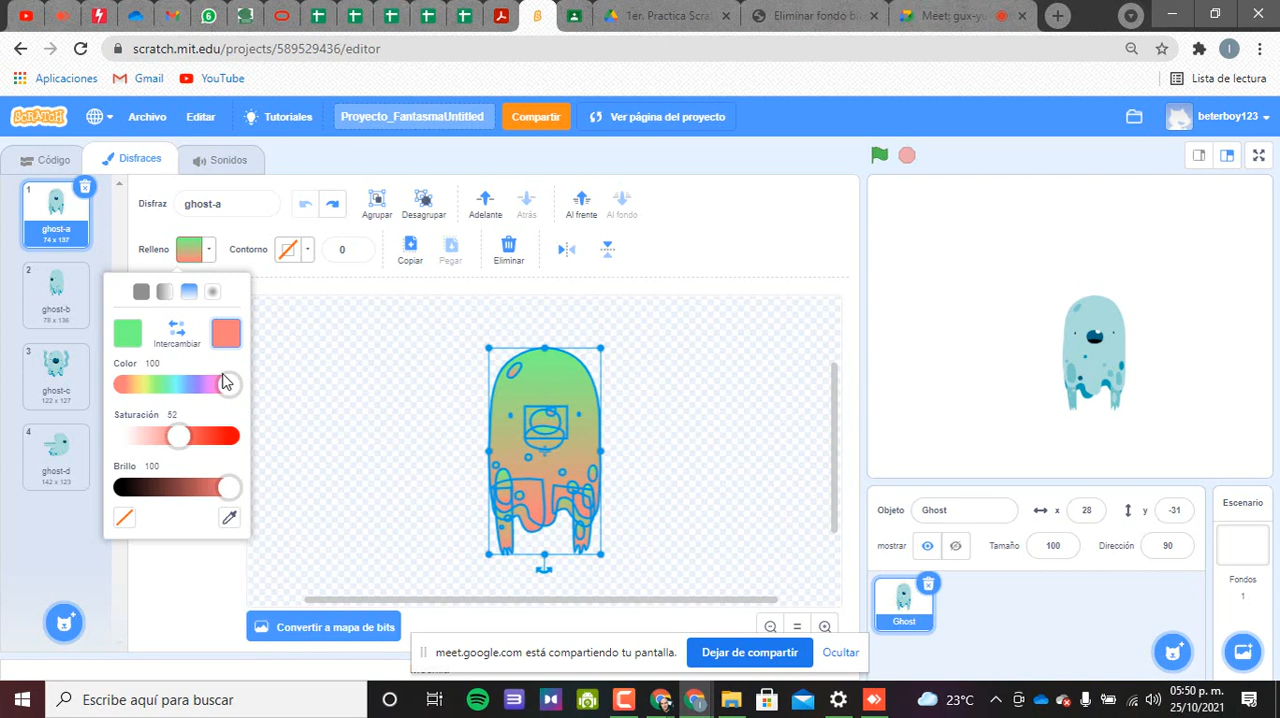 1er. Practica Scrat
Eliminar fondo b
Meet: gux-y
scratch.mit.edu/projects/589529436/editor
Aplicaciones
Gmail
YouTube
Lista de lectura
SCRATCH
Archivo
Editar
Tutoriales
Proyecto_FantasmaUntitled
Compartir
Ver página del proyecto
beterboy123
Código
Disfraces
Sonidos
1
ghost-a
74 x 137
2
ghost-b
78 x 136
3
ghost-c
122 x 127
4
ghost-d
142 x 123
Disfraz
ghost-a
Agrupar
Desagrupar
Adelante
Atrás
Al frente
Al fondo
Relleno
Contorno
0
Copiar
Pegar
Eliminar
Intercambiar
Color 100
Saturación 52
Brillo 100
Convertir a mapa de bits
Objeto
Ghost
x
28
y
-31
mostrar
Tamaño
100
Dirección
90
Ghost
Escenario
Fondos
1
meet.google.com está compartiendo tu pantalla.
Dejar de compartir
Ocultar
Escribe aquí para buscar
23°C
05:50 p. m.
25/10/2021